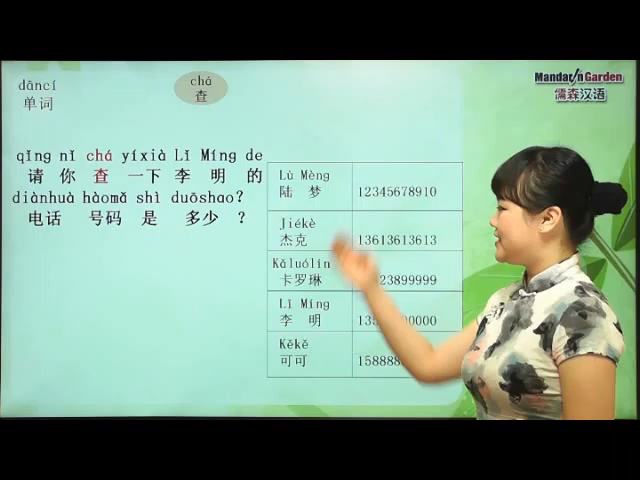 dāncí
单词
chá
查
Mandarin Garden
儒森汉语
qǐng nǐ chá yíxià Lǐ Míng de
请 你 查 一下 李 明 的
diànhuà hàomǎ shì duōshao?
电话 号码 是 多少 ?
Lù Mèng
陆 梦 12345678910
Jiékè
杰克 13613613613
Kǎluólín
卡罗琳 23899999
Lǐ Míng
李 明
Kěkě
可可